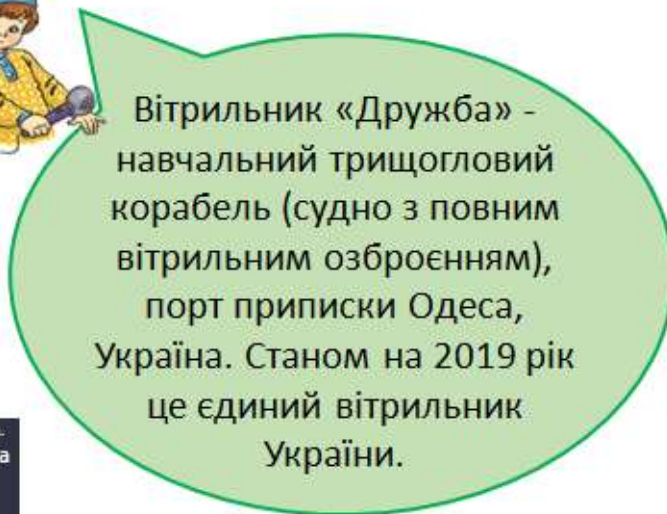 Вітрильник «Дружба» -
навчальний трищогловий
корабель (судно з повним
вітрильним озброєнням),
порт приписки Одеса,
Україна. Станом на 2019 рік
це єдиний вітрильник
України.